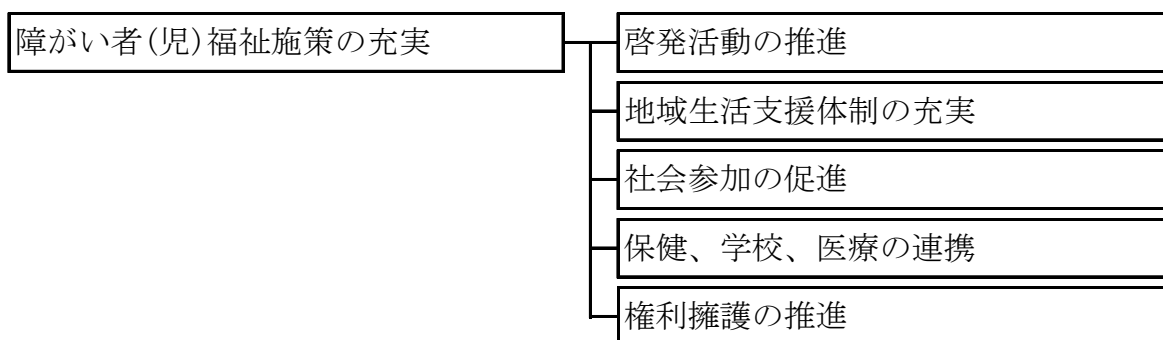 障がい者(児)福祉施策の充実
啓発活動の推進
地域生活支援体制の充実
社会参加の促進
保健、学校、医療の連携
権利擁護の推進